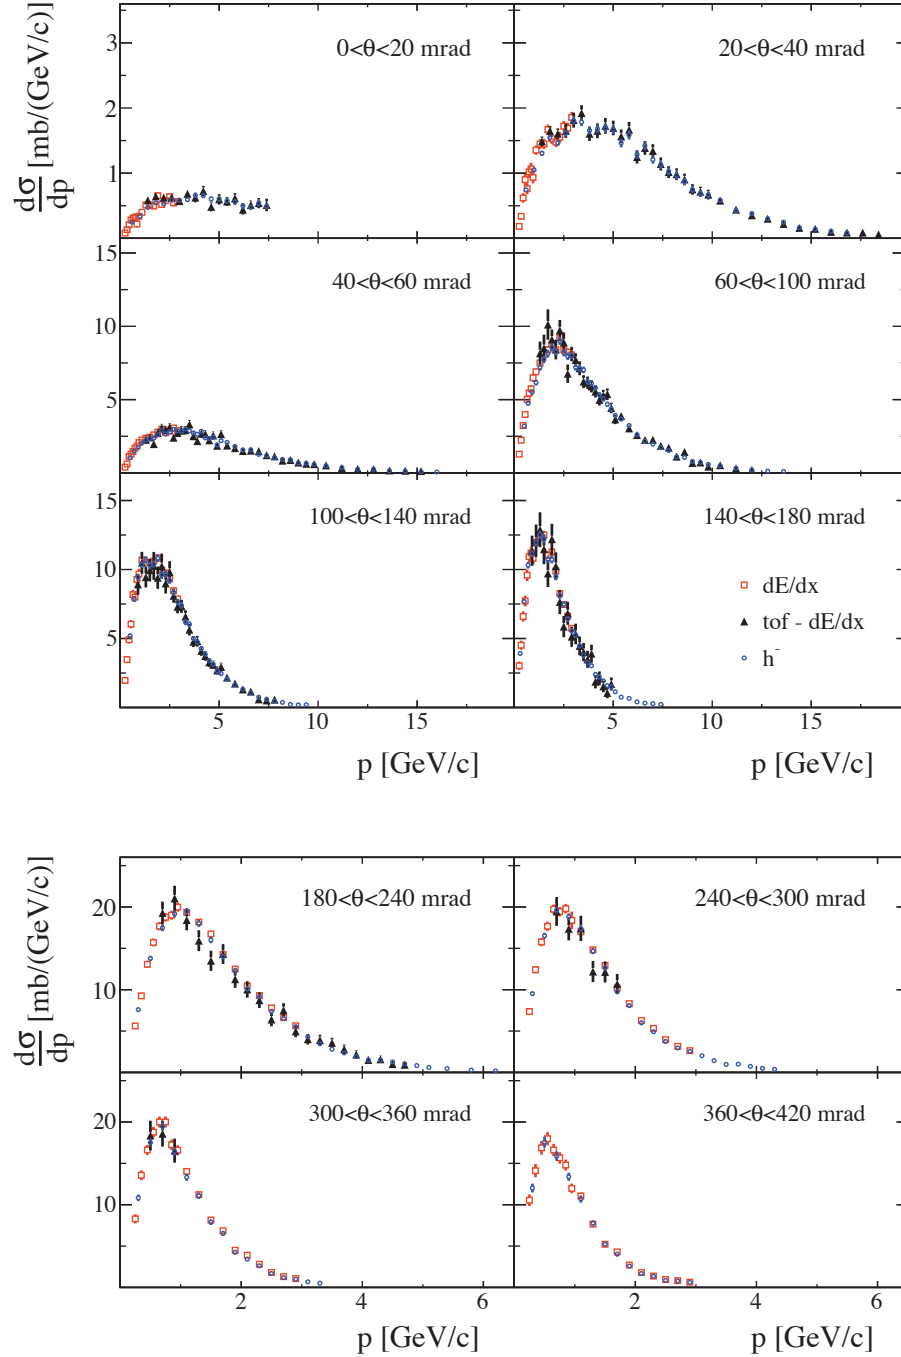 dσ/dp [mb/(GeV/c)]
3
2
1
0<θ<20 mrad
20<θ<40 mrad
15
10
5
40<θ<60 mrad
60<θ<100 mrad
15
10
5
100<θ<140 mrad
140<θ<180 mrad
dE/dx
tof - dE/dx
h⁻
5 10 15 5 10 15
p [GeV/c] p [GeV/c]
dσ/dp [mb/(GeV/c)]
20
10
180<θ<240 mrad
240<θ<300 mrad
20
10
300<θ<360 mrad
360<θ<420 mrad
2 4 6 2 4 6
p [GeV/c] p [GeV/c]